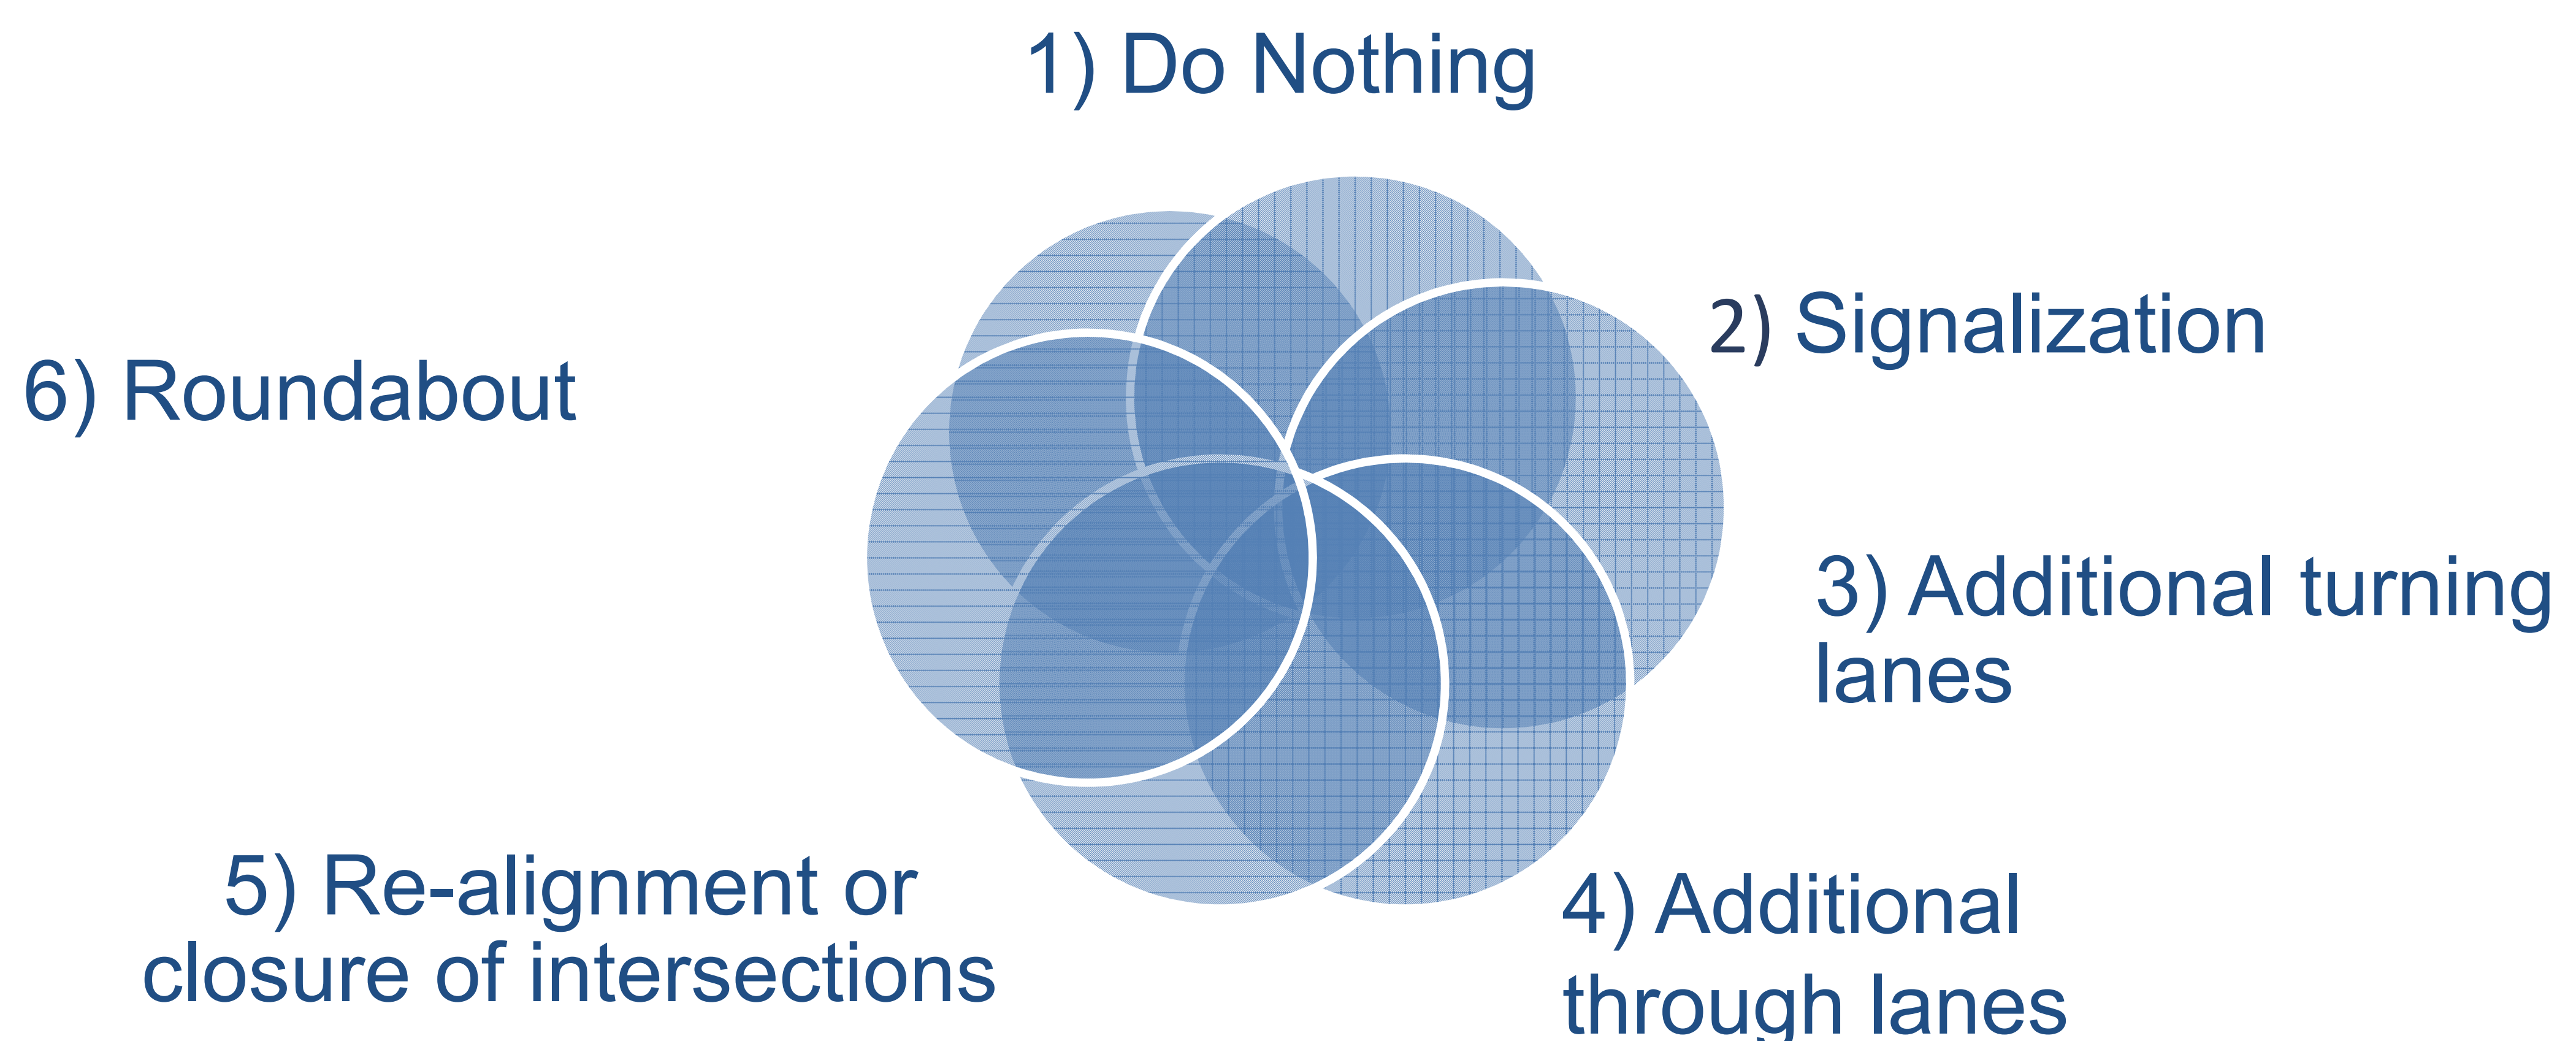 1) Do Nothing
2) Signalization
3) Additional turning
lanes
4) Additional
through lanes
5) Re-alignment or
closure of intersections
6) Roundabout